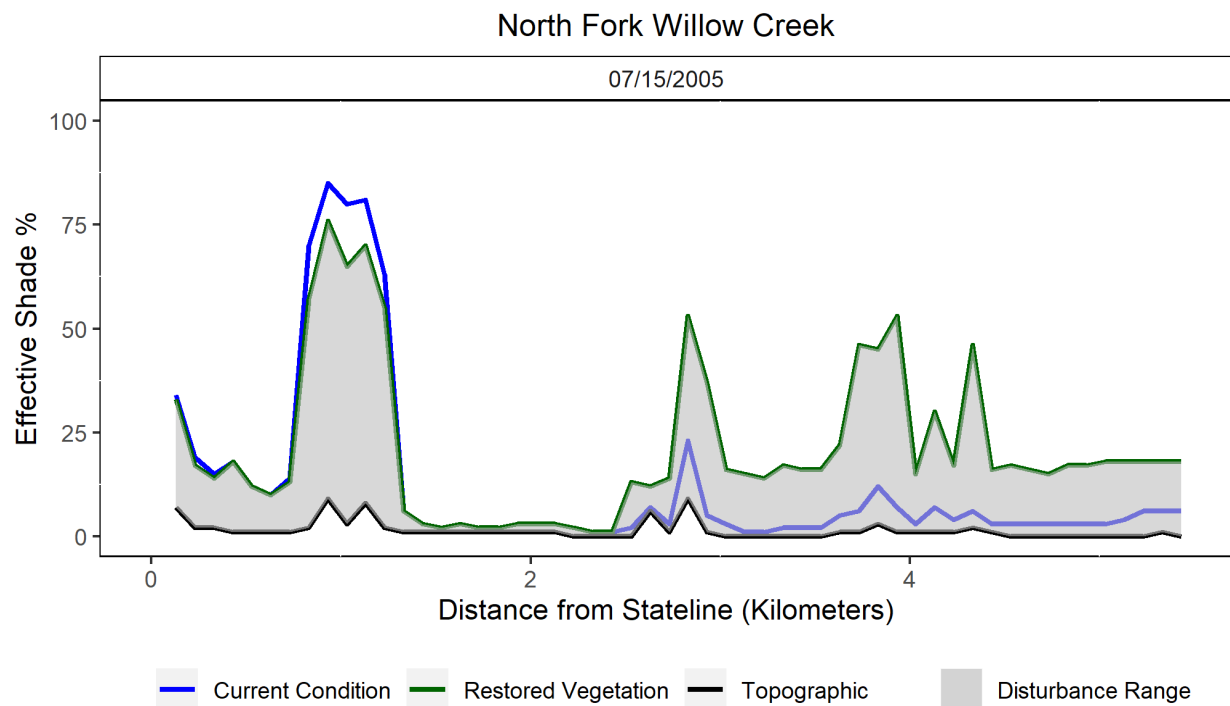 North Fork Willow Creek
07/15/2005
100
75
50
25
0
Effective Shade %
0 2 4
Distance from Stateline (Kilometers)
Current Condition Restored Vegetation Topographic Disturbance Range